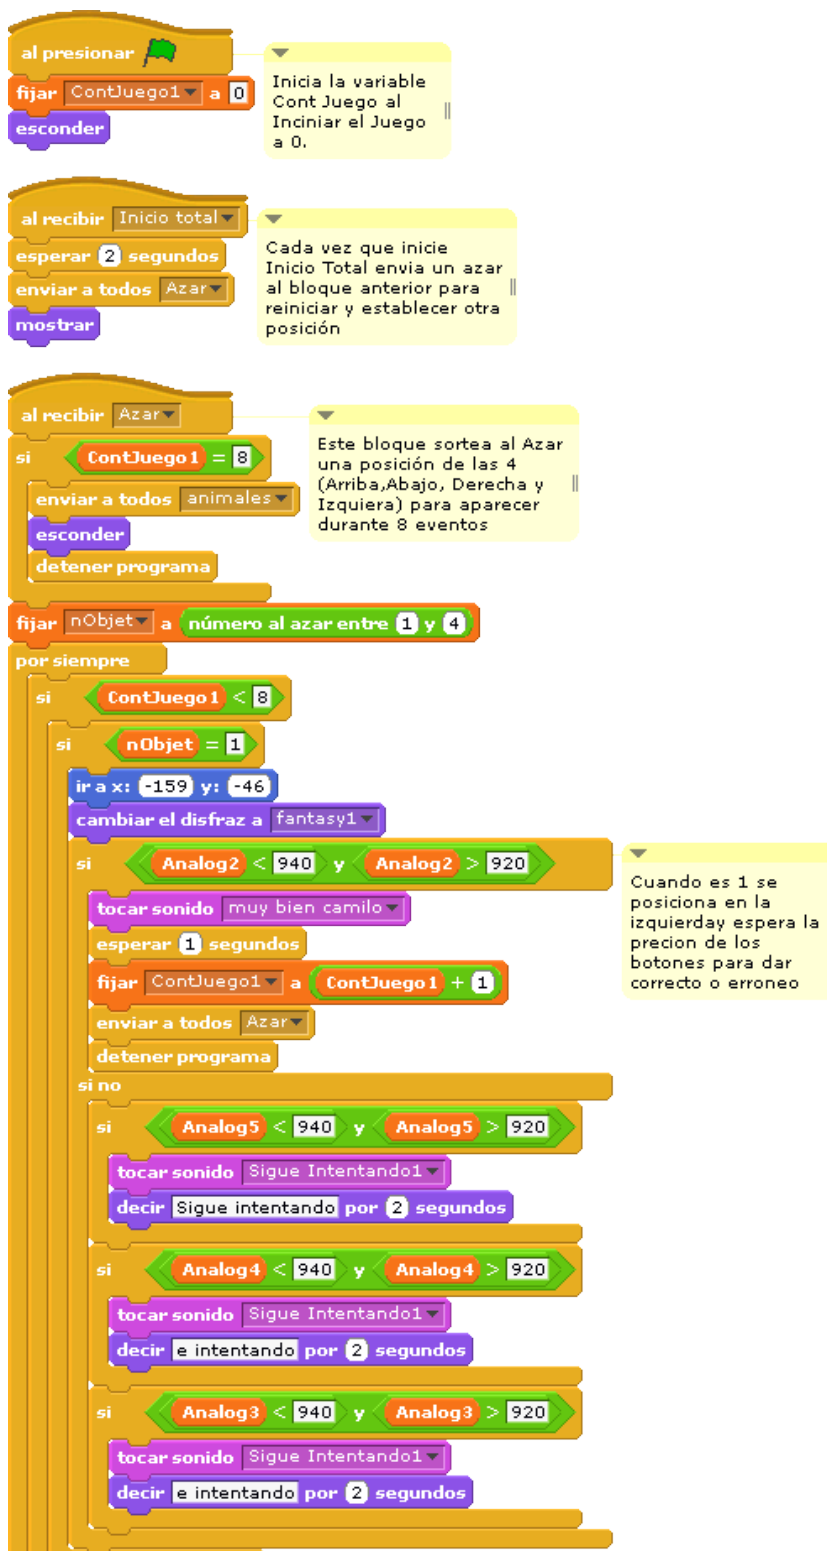 al presionar
fijar ContJuego1 a 0
esconder
Inicia la variable
Cont Juego al
Inciniar el Juego
a 0.
al recibir Inicio total
esperar 2 segundos
enviar a todos Azar
mostrar
Cada vez que inicie
Inicio Total envia un azar
al bloque anterior para
reiniciar y establecer otra
posición
al recibir Azar
si ContJuego1 = 8
enviar a todos animales
esconder
detener programa
Este bloque sortea al Azar
una posición de las 4
(Arriba,Abajo, Derecha y
Izquiera) para aparecer
durante 8 eventos
fijar nObjet a número al azar entre 1 y 4
por siempre
si ContJuego1 < 8
si nObjet = 1
ir a x: -159 y: -46
cambiar el disfraz a fantasy1
si Analog2 < 940 y Analog2 > 920
tocar sonido muy bien camilo
esperar 1 segundos
fijar ContJuego1 a ContJuego1 + 1
enviar a todos Azar
detener programa
Cuando es 1 se
posiciona en la
izquierday espera la
precion de los
botones para dar
correcto o erroneo
si no
si Analog5 < 940 y Analog5 > 920
tocar sonido Sigue Intentando1
decir Sigue intentando por 2 segundos
si Analog4 < 940 y Analog4 > 920
tocar sonido Sigue Intentando1
decir e intentando por 2 segundos
si Analog3 < 940 y Analog3 > 920
tocar sonido Sigue Intentando1
decir e intentando por 2 segundos